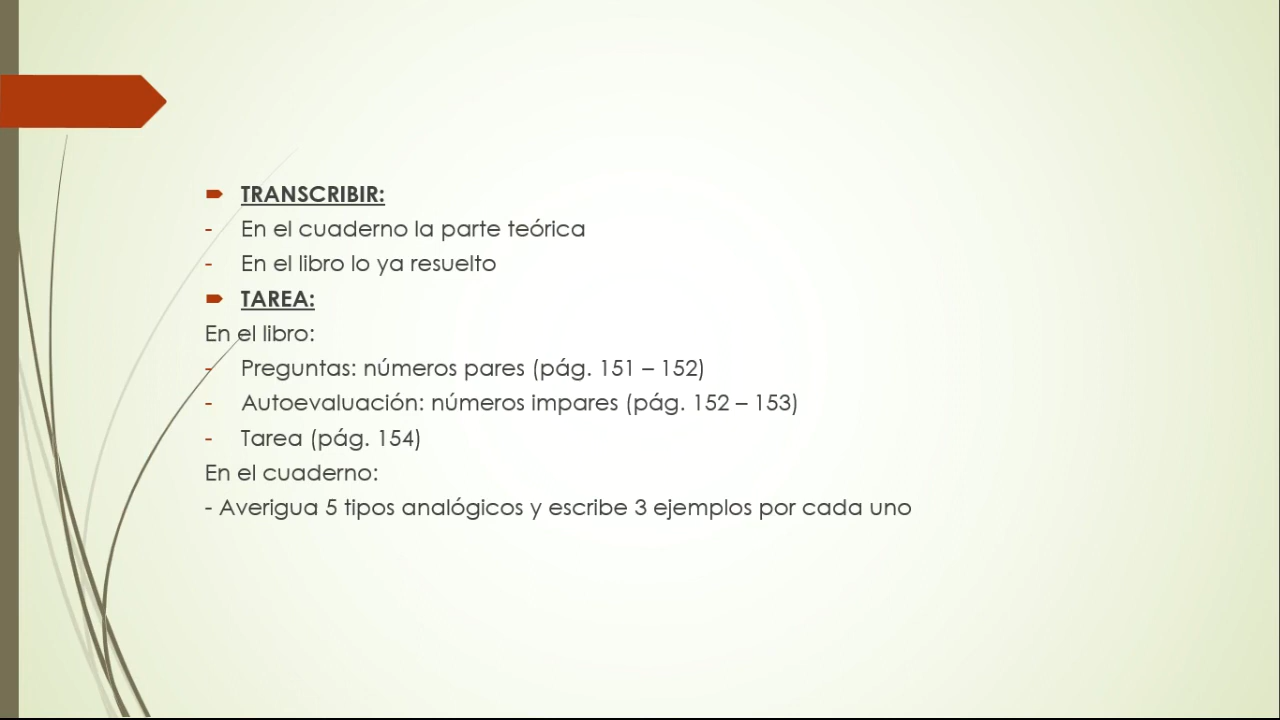 TRANSCRIBIR:
- En el cuaderno la parte teórica
- En el libro lo ya resuelto
TAREA:
En el libro:
- Preguntas: números pares (pág. 151 – 152)
- Autoevaluación: números impares (pág. 152 – 153)
- Tarea (pág. 154)
En el cuaderno:
- Averigua 5 tipos analógicos y escribe 3 ejemplos por cada uno